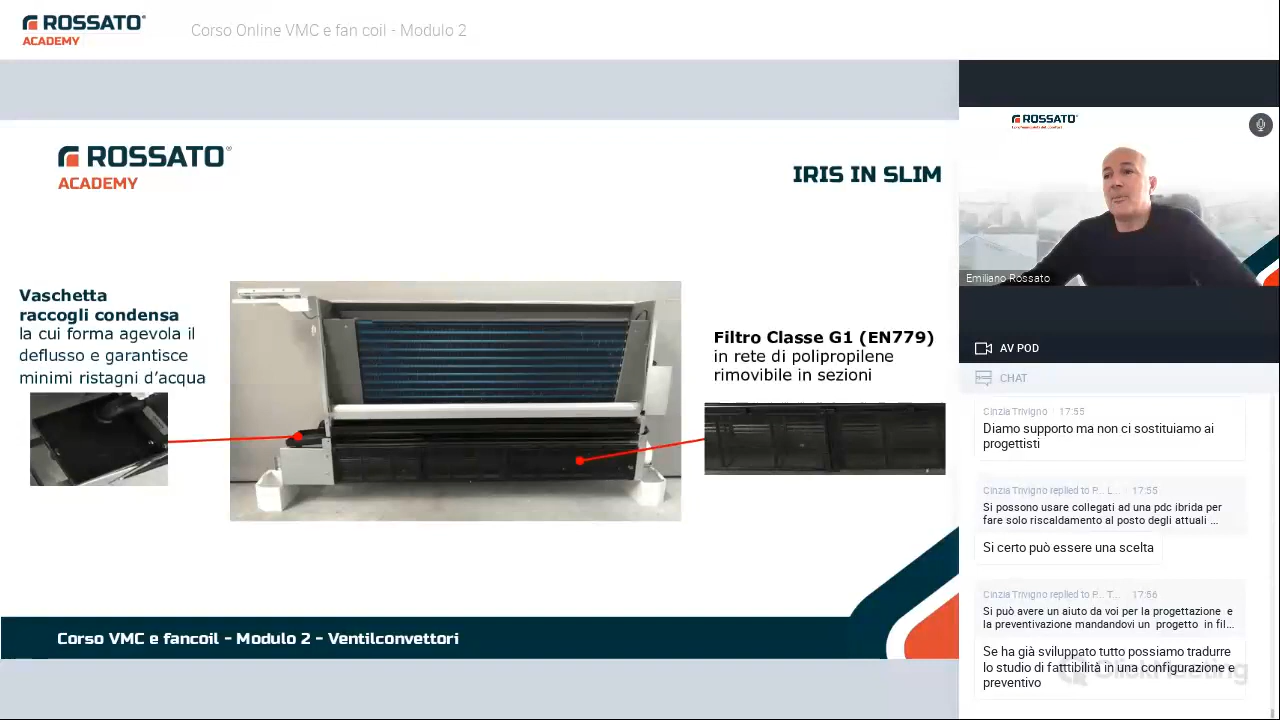 ROSSATO
ACADEMY
Corso Online VMC e fan coil - Modulo 2
ROSSATO
ACADEMY
IRIS IN SLIM
Vaschetta
raccogli condensa
la cui forma agevola il
deflusso e garantisce
minimi ristagni d'acqua
Filtro Classe G1 (EN779)
in rete di polipropilene
rimovibile in sezioni
Corso VMC e fancoil - Modulo 2 - Ventilconvettori
ROSSATO
Emiliano Rossato
AV POD
CHAT
Cinzia Trivigno 17:55
Diamo supporto ma non ci sostituiamo ai
progettisti
Cinzia Trivigno replied to P... L... 17:55
Si possono usare collegati ad una pdc ibrida per
fare solo riscaldamento al posto degli attuali ...
Si certo può essere una scelta
Cinzia Trivigno replied to P... T... 17:56
Si può avere un aiuto da voi per la progettazione e
la preventivazione mandandovi un progetto in fil...
Se ha già sviluppato tutto possiamo tradurre
lo studio di fatttibilità in una configurazione e
preventivo
ClickMeeting